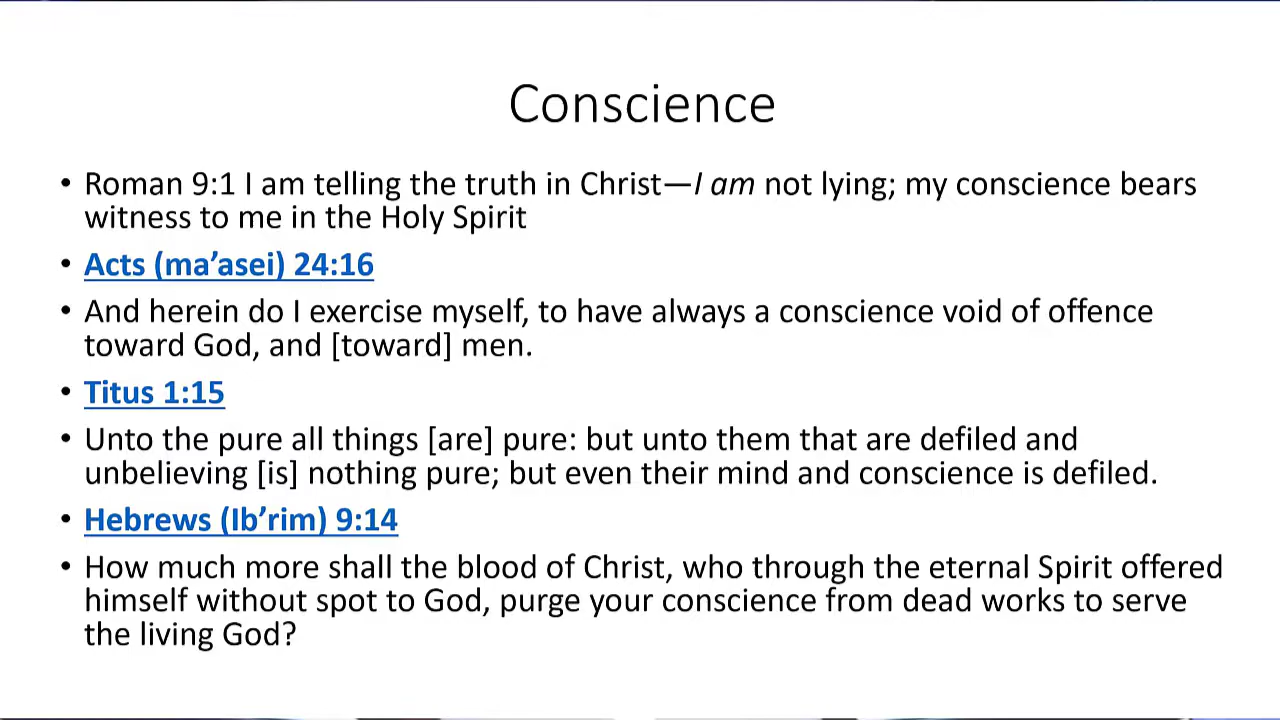 Conscience
• Roman 9:1 I am telling the truth in Christ—I am not lying; my conscience bears
witness to me in the Holy Spirit
• Acts (ma’asei) 24:16
• And herein do I exercise myself, to have always a conscience void of offence
toward God, and [toward] men.
• Titus 1:15
• Unto the pure all things [are] pure: but unto them that are defiled and
unbelieving [is] nothing pure; but even their mind and conscience is defiled.
• Hebrews (Ib’rim) 9:14
• How much more shall the blood of Christ, who through the eternal Spirit offered
himself without spot to God, purge your conscience from dead works to serve
the living God?